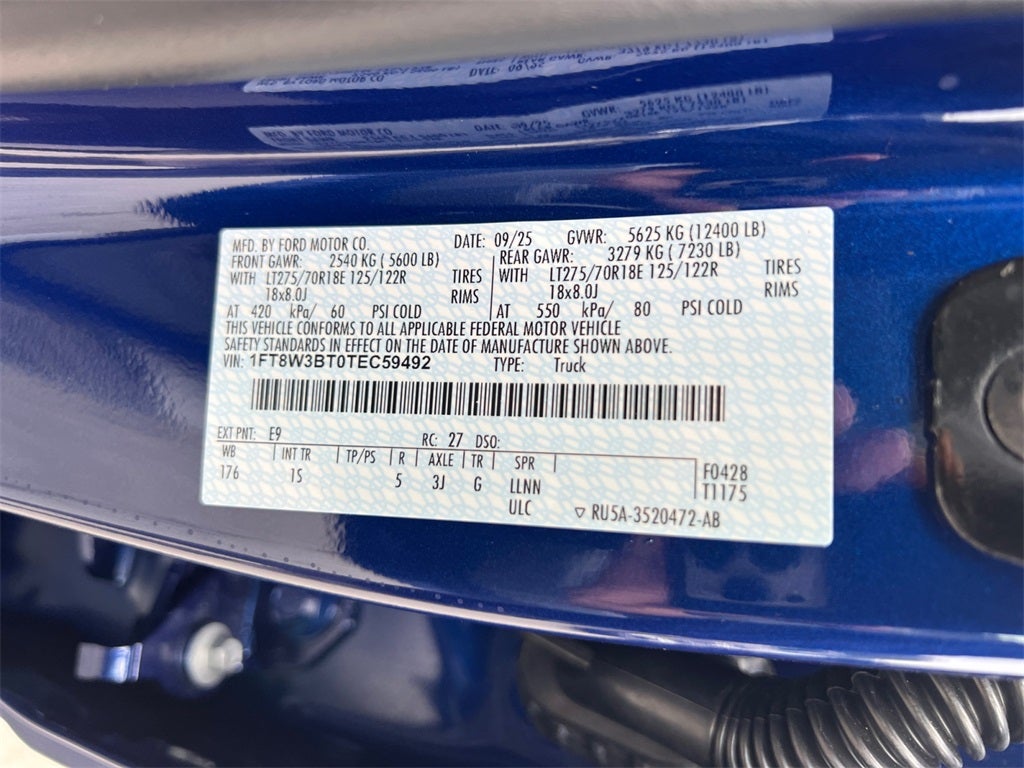 MFD. BY FORD MOTOR CO. DATE: 09/25 GVWR: 5625 KG (12400 LB)
FRONT GAWR: 2540 KG ( 5600 LB) REAR GAWR: 3279 KG ( 7230 LB)
WITH LT275/70R18E 125/122R TIRES WITH LT275/70R18E 125/122R TIRES
18x8.0J RIMS 18x8.0J RIMS
AT 420 kPa/ 60 PSI COLD AT 550 kPa/ 80 PSI COLD
THIS VEHICLE CONFORMS TO ALL APPLICABLE FEDERAL MOTOR VEHICLE
SAFETY STANDARDS IN EFFECT ON THE DATE OF MANUFACTURE SHOWN ABOVE.
VIN: 1FT8W3BT0TEC59492 TYPE: Truck
EXT PNT: E9 RC: 27 DSO:
WB INT TR TP/PS R AXLE TR SPR F0428
176 1S 5 3J G LLNN T1175
ULC RU5A-3520472-AB